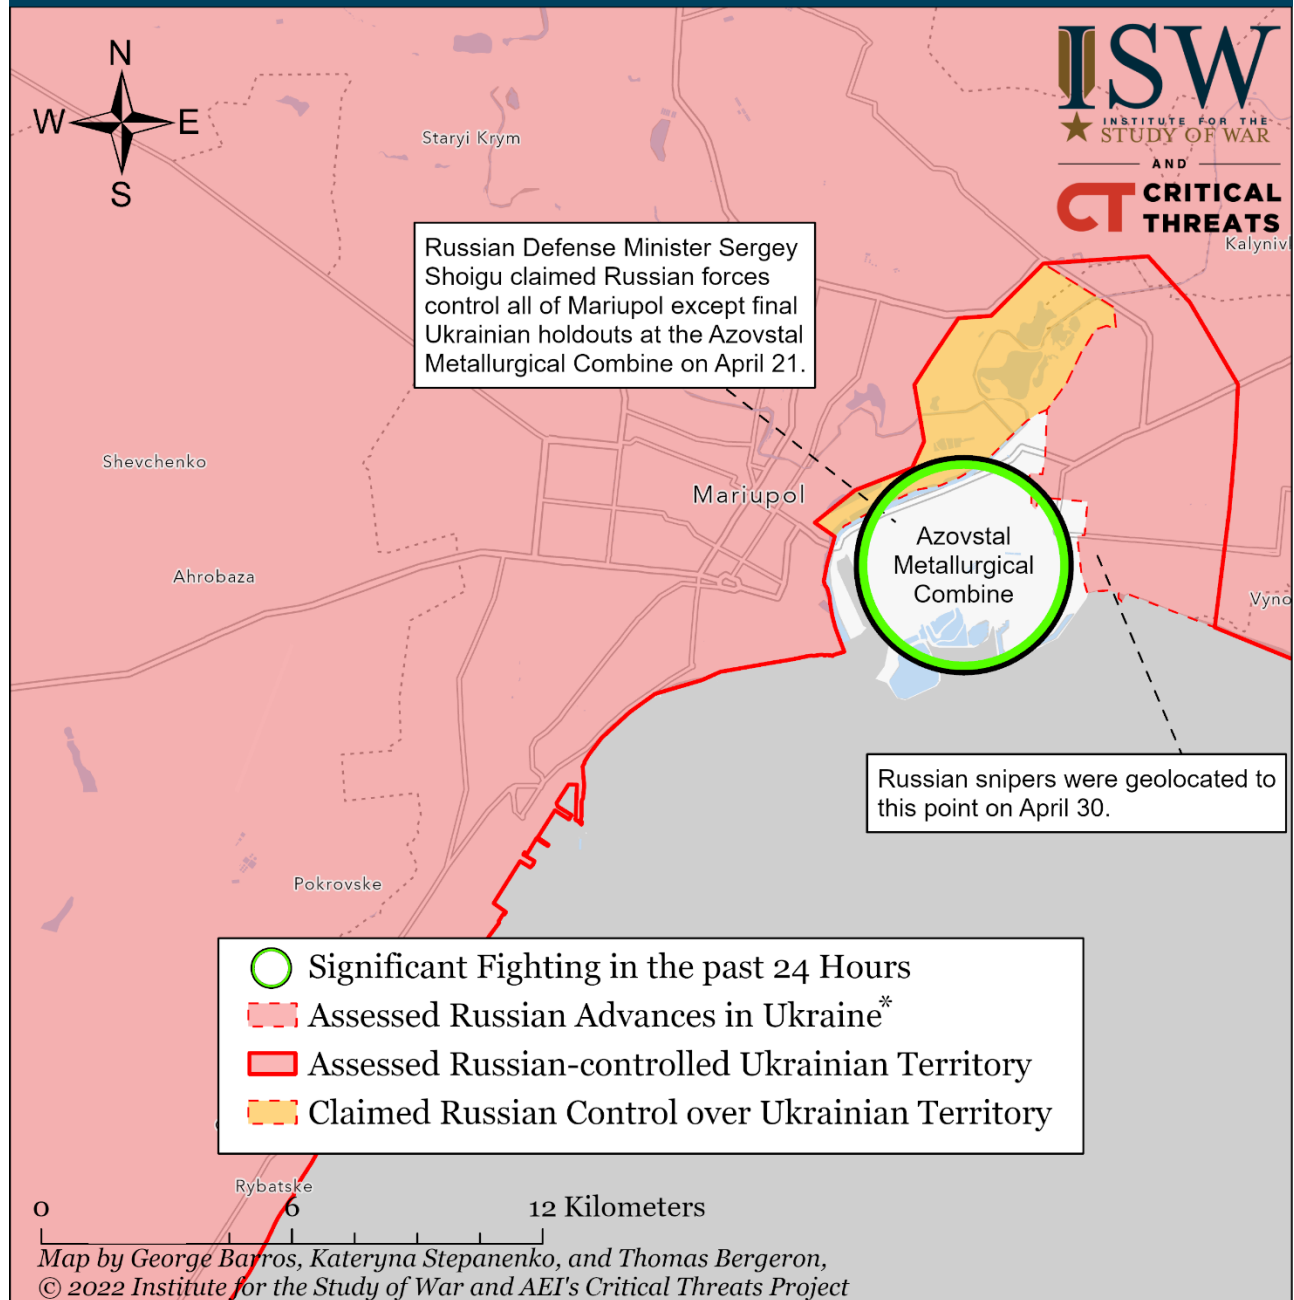 N
W
E
S
ISW
INSTITUTE FOR THE
STUDY OF WAR
AND
CT CRITICAL
THREATS
Staryi Krym
Russian Defense Minister Sergey
Shoigu claimed Russian forces
control all of Mariupol except final
Ukrainian holdouts at the Azovstal
Metallurgical Combine on April 21.
Shevchenko
Mariupol
Azovstal
Metallurgical
Combine
Ahrobaza
Russian snipers were geolocated to
this point on April 30.
Pokrovske
Significant Fighting in the past 24 Hours
Assessed Russian Advances in Ukraine*
Assessed Russian-controlled Ukrainian Territory
Claimed Russian Control over Ukrainian Territory
Rybatske
0 6 12 Kilometers
Map by George Barros, Kateryna Stepanenko, and Thomas Bergeron,
© 2022 Institute for the Study of War and AEI's Critical Threats Project